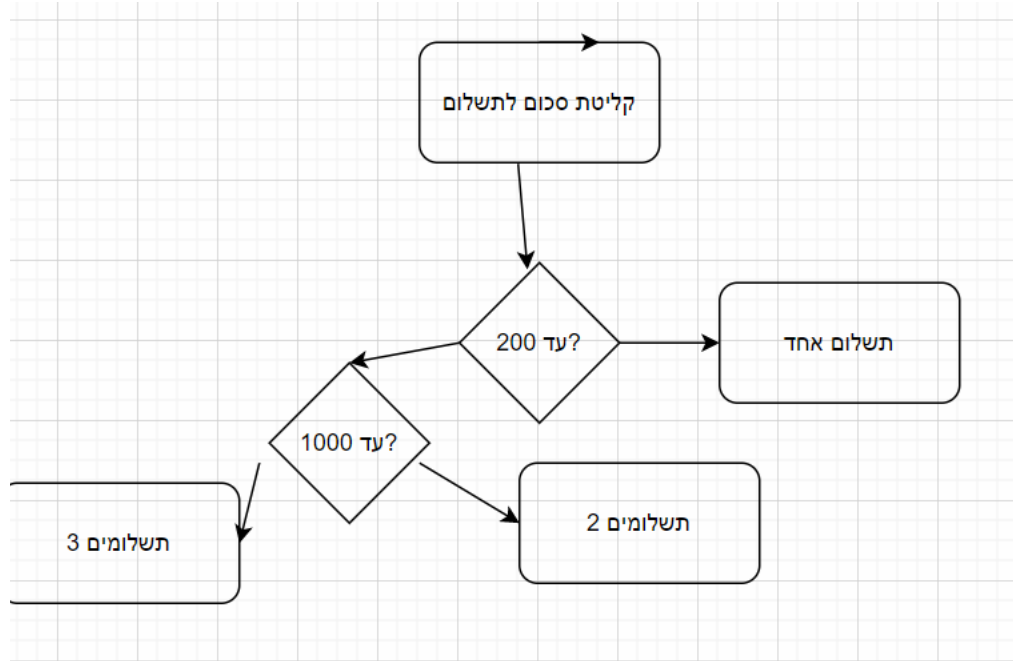 קליטת סכום לתשלום
עד 200?
תשלום אחד
עד 1000?
2 תשלומים
3 תשלומים